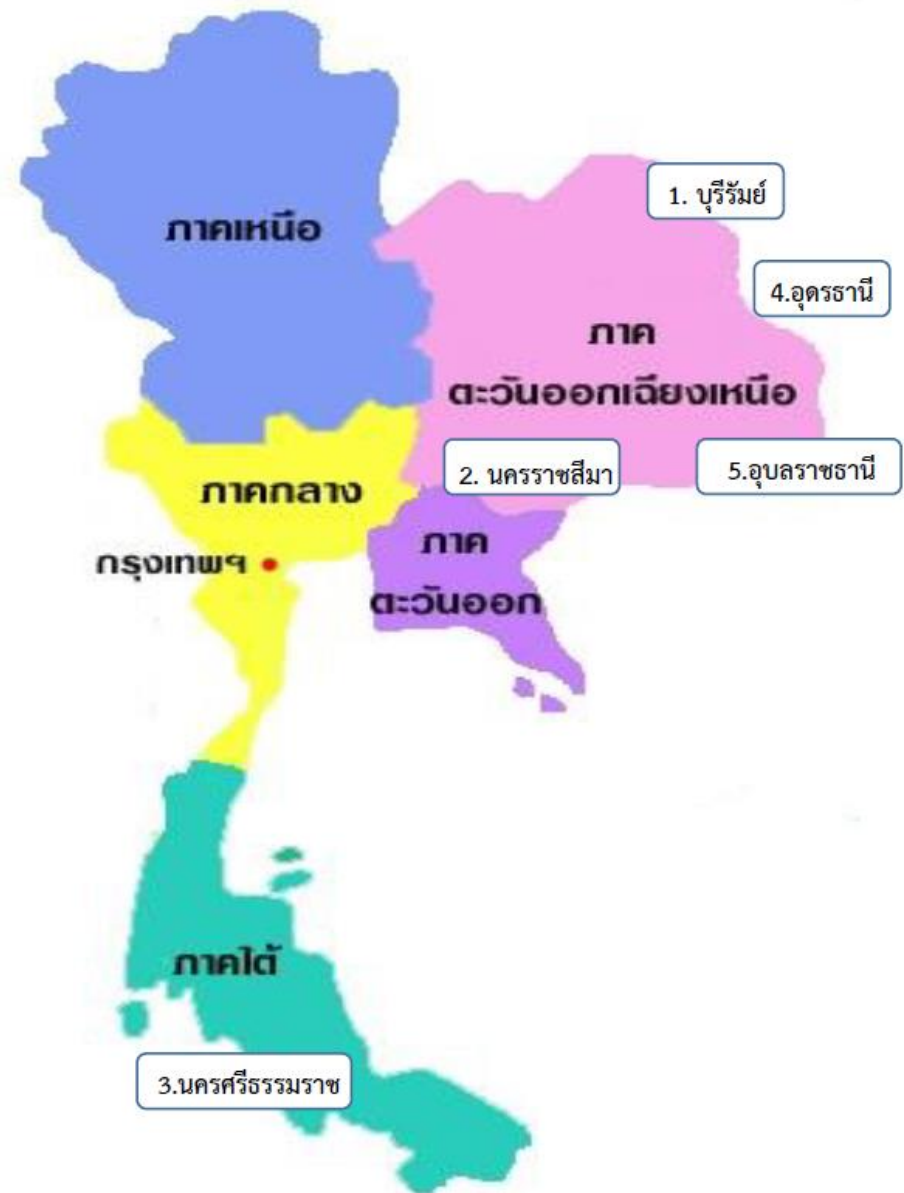 1. บุรีรัมย์
ภาคเหนือ
4.อุดรธานี
ภาค
ตะวันออกเฉียงเหนือ
2. นครราชสีมา
5.อุบลราชธานี
ภาคกลาง
ภาค
ตะวันออก
กรุงเทพฯ
ภาคใต้
3.นครศรีธรรมราช